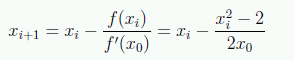 $x_{i+1} = x_i - \frac{f(x_i)}{f'(x_0)} = x_i - \frac{x_i^2 - 2}{2x_0}$